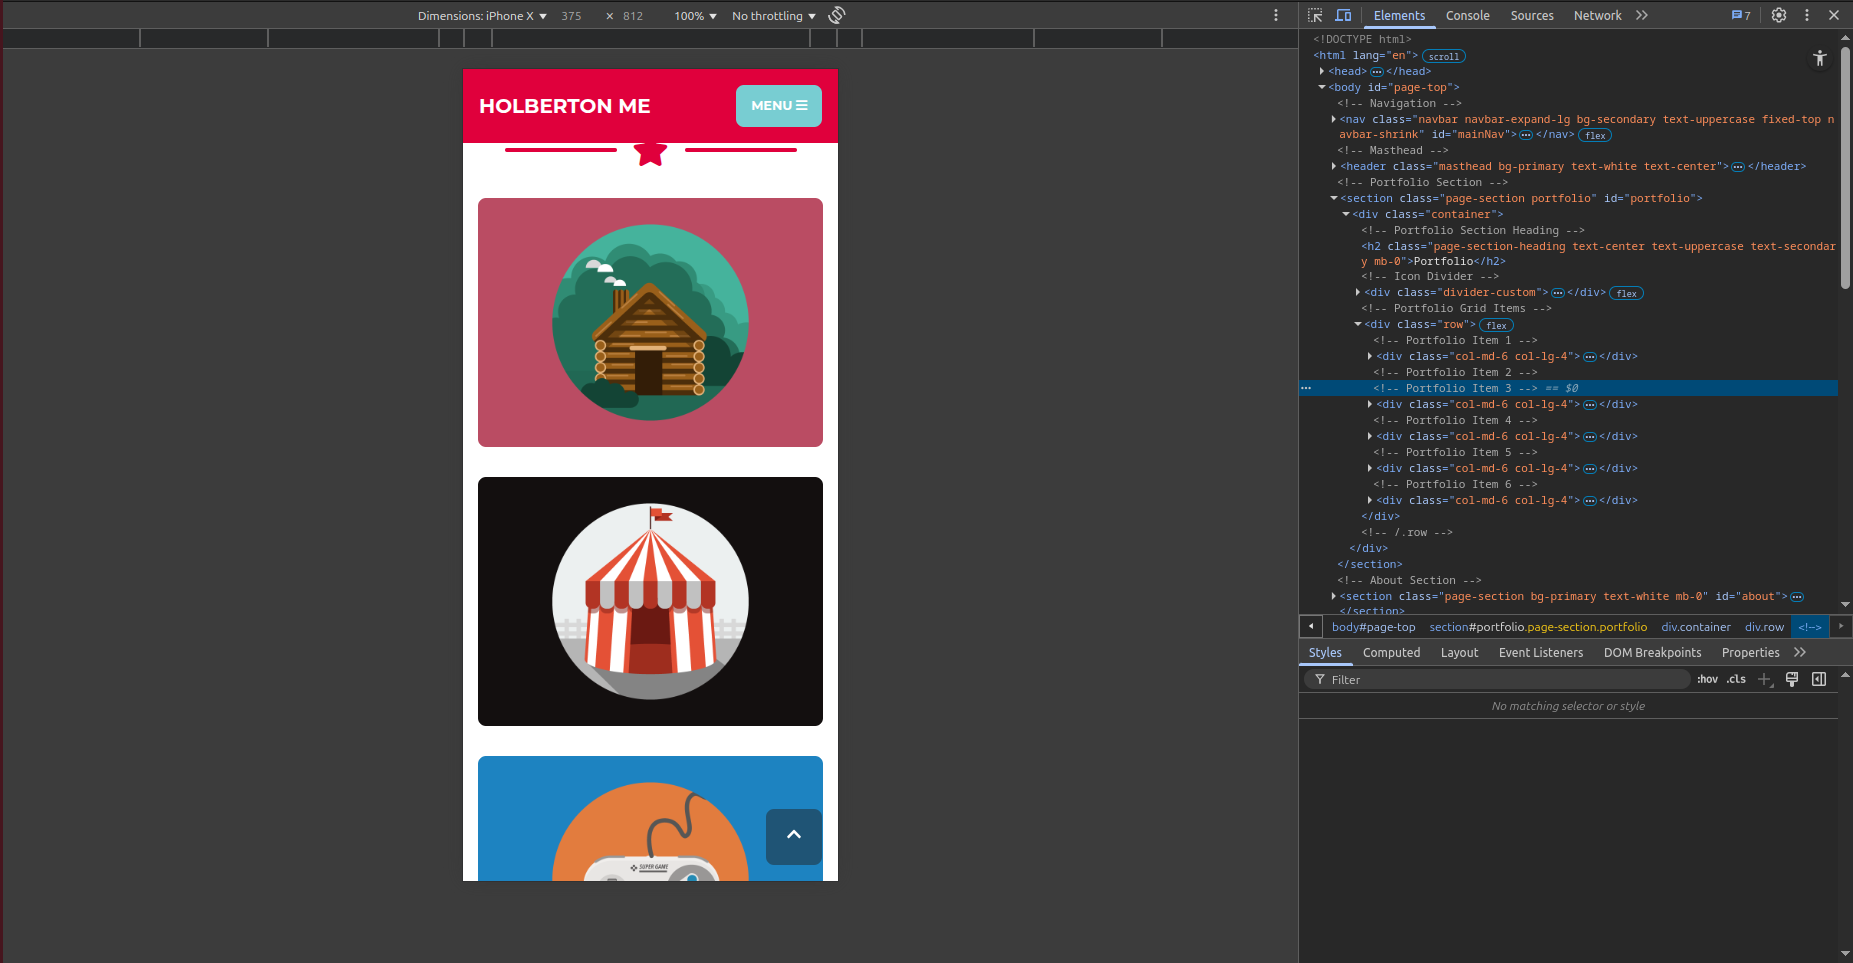 Dimensions: iPhone X 375 × 812 100% No throttling
HOLBERTON ME
MENU
SUPER GAME
Elements Console Sources Network 7
<!DOCTYPE html>
<html lang="en"> scroll
<head> ••• </head>
<body id="page-top">
<!-- Navigation -->
<nav class="navbar navbar-expand-lg bg-secondary text-uppercase fixed-top n
avbar-shrink" id="mainNav"> ••• </nav> flex
<!-- Masthead -->
<header class="masthead bg-primary text-white text-center"> ••• </header>
<!-- Portfolio Section -->
<section class="page-section portfolio" id="portfolio">
<div class="container">
<!-- Portfolio Section Heading -->
<h2 class="page-section-heading text-center text-uppercase text-secondar
y mb-0">Portfolio</h2>
<!-- Icon Divider -->
<div class="divider-custom"> ••• </div> flex
<!-- Portfolio Grid Items -->
<div class="row"> flex
<!-- Portfolio Item 1 -->
<div class="col-md-6 col-lg-4"> ••• </div>
<!-- Portfolio Item 2 -->
<!-- Portfolio Item 3 --> == $0
<div class="col-md-6 col-lg-4"> ••• </div>
<!-- Portfolio Item 4 -->
<div class="col-md-6 col-lg-4"> ••• </div>
<!-- Portfolio Item 5 -->
<div class="col-md-6 col-lg-4"> ••• </div>
<!-- Portfolio Item 6 -->
<div class="col-md-6 col-lg-4"> ••• </div>
</div>
<!-- /.row -->
</div>
</section>
<!-- About Section -->
<section class="page-section bg-primary text-white mb-0" id="about"> •••
</section>
body#page-top section#portfolio.page-section.portfolio div.container div.row <!-->
Styles Computed Layout Event Listeners DOM Breakpoints Properties
Filter :hov .cls
No matching selector or style